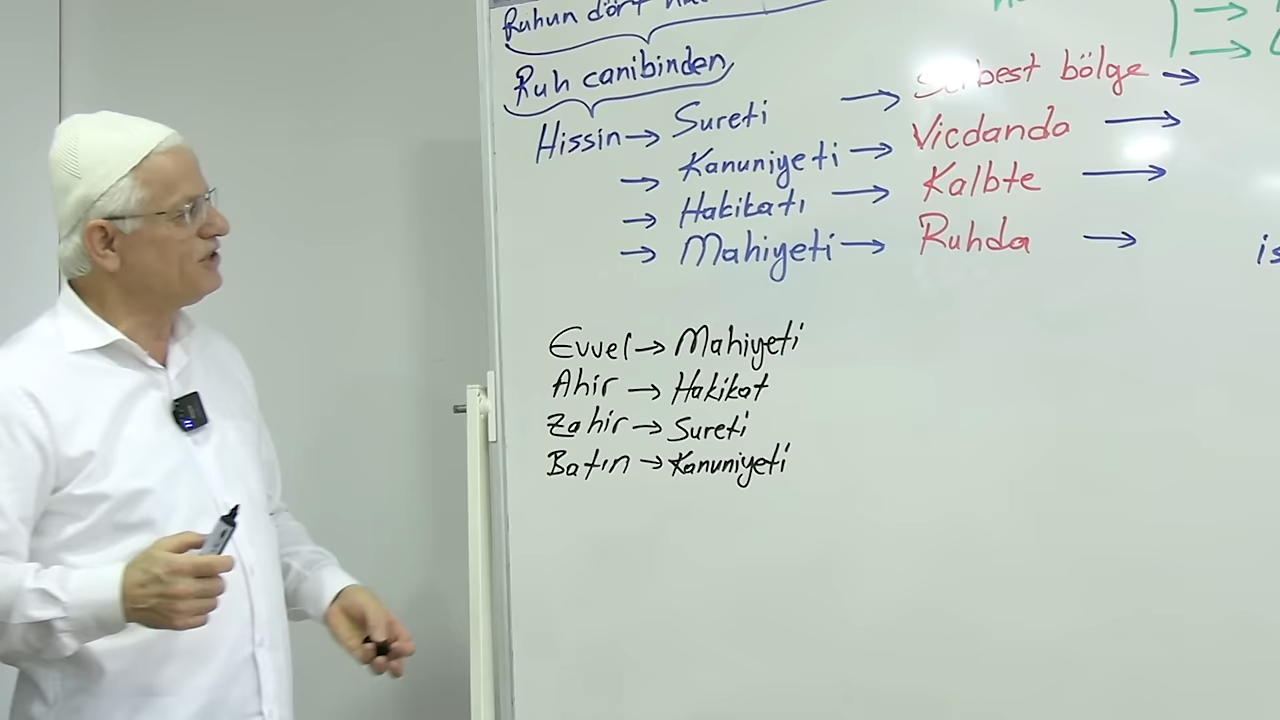 Ruhun dört
Ruh canibinden
Hissin → Sureti → Serbest bölge →
→ Kanuniyeti → Vicdanda →
→ Hakikatı → Kalbte →
→ Mahiyeti → Ruhda →
Evvel → Mahiyeti
Ahir → Hakikat
Zahir → Sureti
Batın → Kanuniyeti